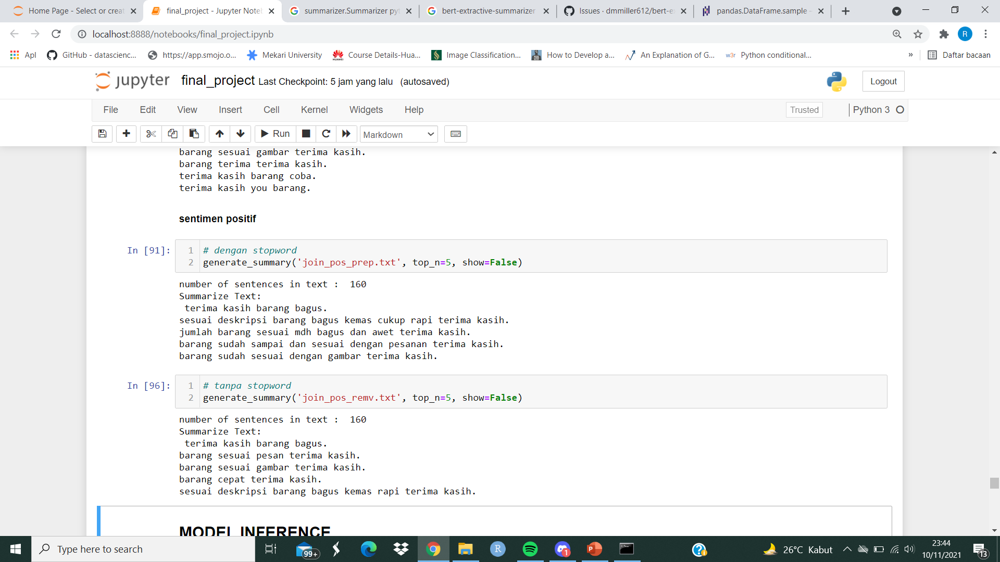 Home Page - Select or creat
final_project - Jupyter Note
summarizer.Summarizer py
bert-extractive-summarizer
Issues · dmmiller612/bert-e
pandas.DataFrame.sample -
localhost:8888/notebooks/final_project.ipynb
R
Apl
GitHub - datascienc...
https://app.smojo.o...
Mekari University
HUAWEI
Course Details-Hua...
Image Classification...
How to Develop a...
An Explanation of G...
w3r
Python conditional...
»
Daftar bacaan
jupyter
final_project
Last Checkpoint: 5 jam yang lalu
(autosaved)
Logout
File
Edit
View
Insert
Cell
Kernel
Widgets
Help
Trusted
Python 3
Run
Markdown
barang sesuai gambar terima kasih.
barang terima terima kasih.
terima kasih barang coba.
terima kasih you barang.
sentimen positif
In [91]:
1 # dengan stopword
2 generate_summary('join_pos_prep.txt', top_n=5, show=False)
number of sentences in text :  160
Summarize Text:
terima kasih barang bagus.
sesuai deskripsi barang bagus kemas cukup rapi terima kasih.
jumlah barang sesuai mdh bagus dan awet terima kasih.
barang sudah sampai dan sesuai dengan pesanan terima kasih.
barang sudah sesuai dengan gambar terima kasih.
In [96]:
1 # tanpa stopword
2 generate_summary('join_pos_remv.txt', top_n=5, show=False)
number of sentences in text :  160
Summarize Text:
terima kasih barang bagus.
barang sesuai pesan terima kasih.
barang sesuai gambar terima kasih.
barang cepat terima kasih.
sesuai deskripsi barang bagus kemas rapi terima kasih.
MODEL INFERENCE
Type here to search
99+
R
1
P
26°C Kabut
23:44
10/11/2021
13